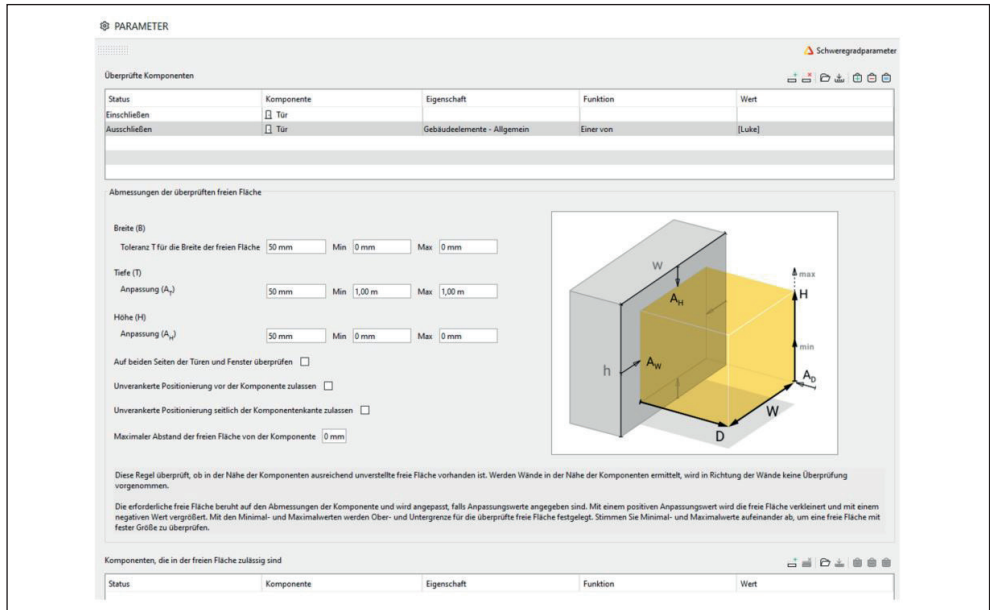 PARAMETER
Schweregradparameter
Überprüfte Komponenten
Status Komponente Eigenschaft Funktion Wert
Einschließen Tür
Ausschließen Tür Gebäudeelemente - Allgemein Einer von [Luke]
Abmessungen der überprüften freien Fläche
Breite (B)
Toleranz T für die Breite der freien Fläche 50 mm Min 0 mm Max 0 mm
Tiefe (T)
Anpassung (A_T) 50 mm Min 1,00 m Max 1,00 m
Höhe (H)
Anpassung (A_H) 50 mm Min 0 mm Max 0 mm
Auf beiden Seiten der Türen und Fenster überprüfen
Unverankerte Positionierung vor der Komponente zulassen
Unverankerte Positionierung seitlich der Komponentenkante zulassen
Maximaler Abstand der freien Fläche von der Komponente 0 mm
w
max
A_H
H
min
h
A_W
A_D
W
D
Diese Regel überprüft, ob in der Nähe der Komponenten ausreichend unverstellte freie Fläche vorhanden ist. Werden Wände in der Nähe der Komponenten ermittelt, wird in Richtung der Wände keine Überprüfung
vorgenommen.
Die erforderliche freie Fläche beruht auf den Abmessungen der Komponente und wird angepasst, falls Anpassungswerte angegeben sind. Mit einem positiven Anpassungswert wird die freie Fläche verkleinert und mit einem
negativen Wert vergrößert. Mit den Minimal- und Maximalwerten werden Ober- und Untergrenze für die überprüfte freie Fläche festgelegt. Stimmen Sie Minimal- und Maximalwerte aufeinander ab, um eine freie Fläche mit
fester Größe zu überprüfen.
Komponenten, die in der freien Fläche zulässig sind
Status Komponente Eigenschaft Funktion Wert